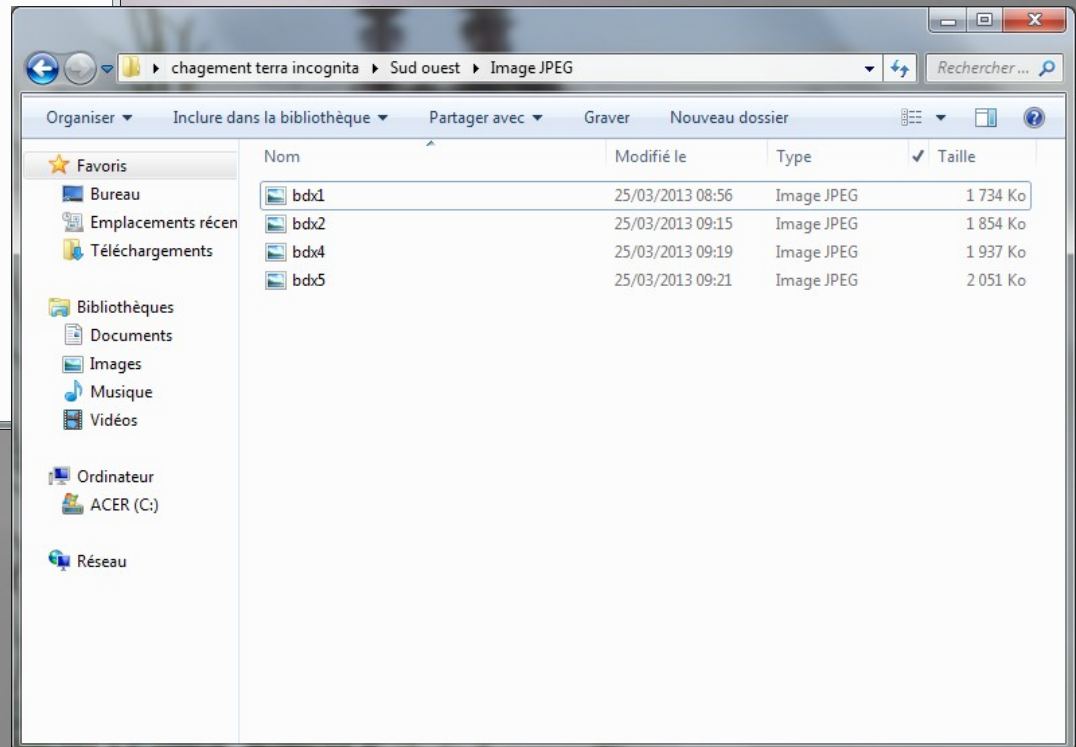 chagement terra incognita Sud ouest Image JPEG Rechercher ...
Organiser Inclure dans la bibliothèque Partager avec Graver Nouveau dossier
Favoris
Bureau
Emplacements récen
Téléchargements
Bibliothèques
Documents
Images
Musique
Vidéos
Ordinateur
ACER (C:)
Réseau
Nom Modifié le Type Taille
bdx1 25/03/2013 08:56 Image JPEG 1 734 Ko
bdx2 25/03/2013 09:15 Image JPEG 1 854 Ko
bdx4 25/03/2013 09:19 Image JPEG 1 937 Ko
bdx5 25/03/2013 09:21 Image JPEG 2 051 Ko